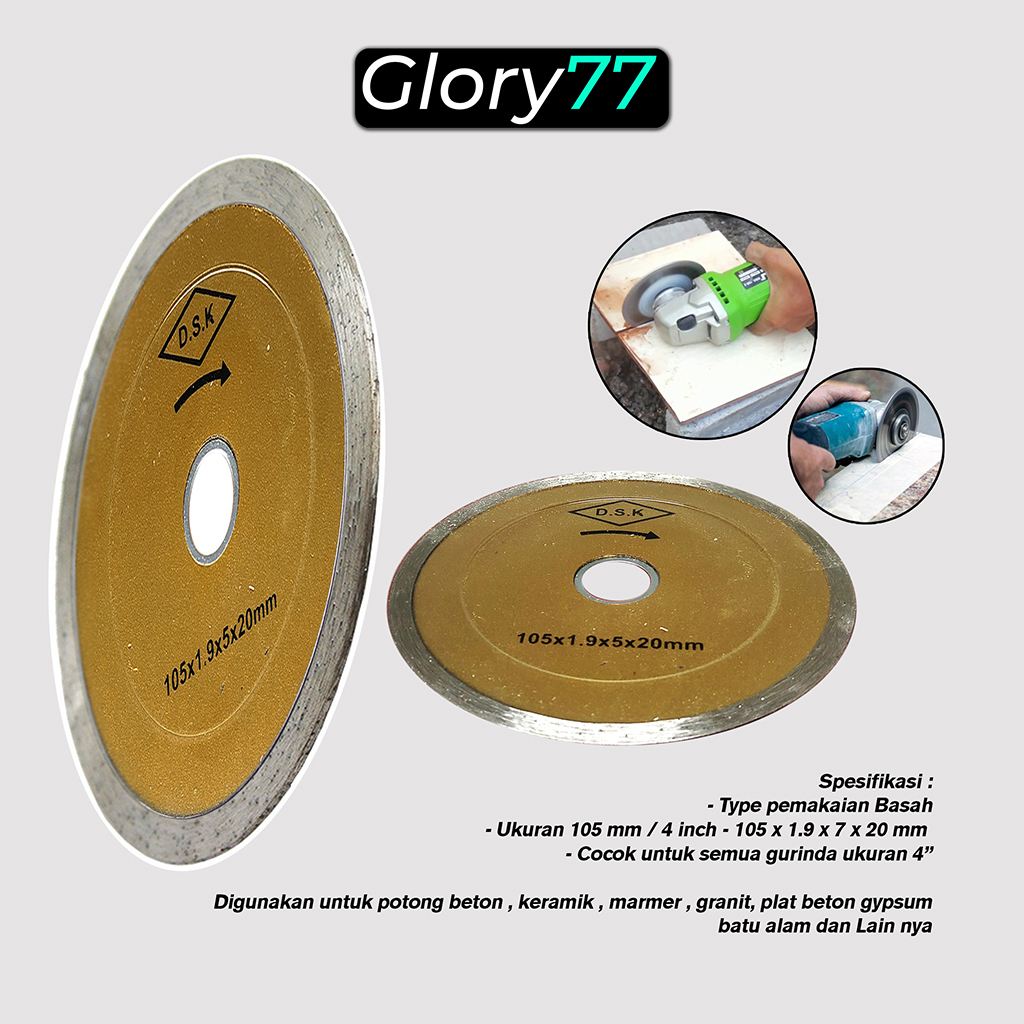 Glory77
D.S.K
105x1.9x5x20mm
D.S.K
105x1.9x5x20mm
Spesifikasi :
- Type pemakaian Basah
- Ukuran 105 mm / 4 inch - 105 x 1.9 x 7 x 20 mm
- Cocok untuk semua gurinda ukuran 4”
Digunakan untuk potong beton , keramik , marmer , granit, plat beton gypsum
batu alam dan Lain nya